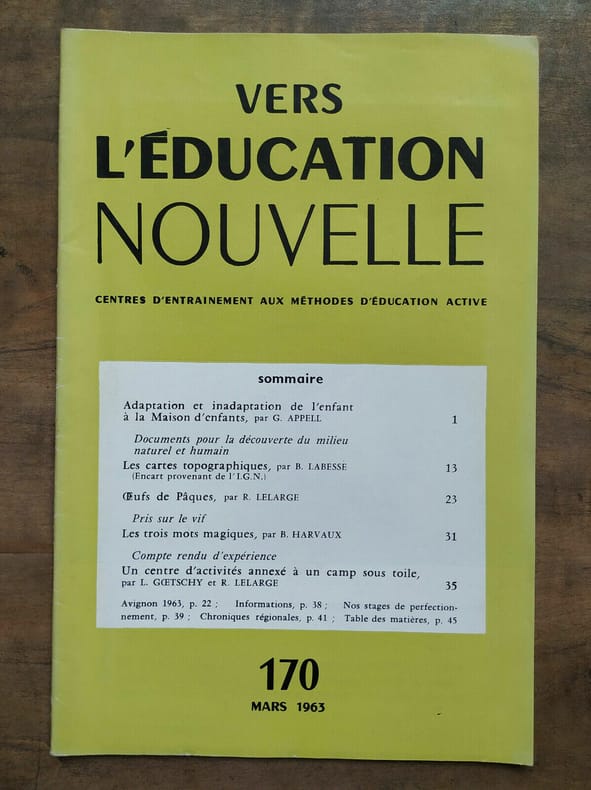 VERS
L'ÉDUCATION
NOUVELLE
CENTRES D'ENTRAINEMENT AUX MÉTHODES D'ÉDUCATION ACTIVE
sommaire
Adaptation et inadaptation de l'enfant
à la Maison d'enfants, par G. APPELL 1
Documents pour la découverte du milieu
naturel et humain
Les cartes topographiques, par B. LABESSE 13
(Encart provenant de l'I.G.N.)
Œufs de Pâques, par R. LELARGE 23
Pris sur le vif
Les trois mots magiques, par B. HARVAUX 31
Compte rendu d'expérience
Un centre d'activités annexé à un camp sous toile,
par L. GŒTSCHY et R. LELARGE 35
Avignon 1963, p. 22 ; Informations, p. 38 ; Nos stages de perfection-
nement, p. 39 ; Chroniques régionales, p. 41 ; Table des matières, p. 45
170
MARS 1963